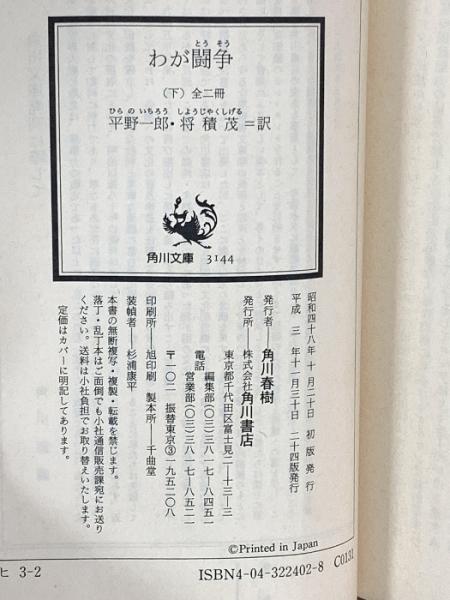 とう そう
わが闘争
(下) 全二冊
ひら の いちろう しようじやくしげる
平野一郎・将積茂=訳
角川文庫 3144
昭和四十八年十月二十日 初版発行
平成三年十一月三十日 二十四版発行
発行者──角川春樹
発行所──株式会社角川書店
東京都千代田区富士見二─十三─三
電話 編集部(〇三)三八一七─八四五一
営業部(〇三)三八一七─八五二一
〒一〇二 振替東京③一九五二〇八
印刷所──旭印刷 製本所──千曲堂
装幀者──杉浦康平
本書の無断複写・複製・転載を禁じます。
落丁・乱丁本はご面倒でも小社通信販売課宛にお送り
ください。送料は小社負担でお取り替えいたします。
定価はカバーに明記してあります。
©Printed in Japan
ヒ 3-2
ISBN4-04-322402-8 C0131